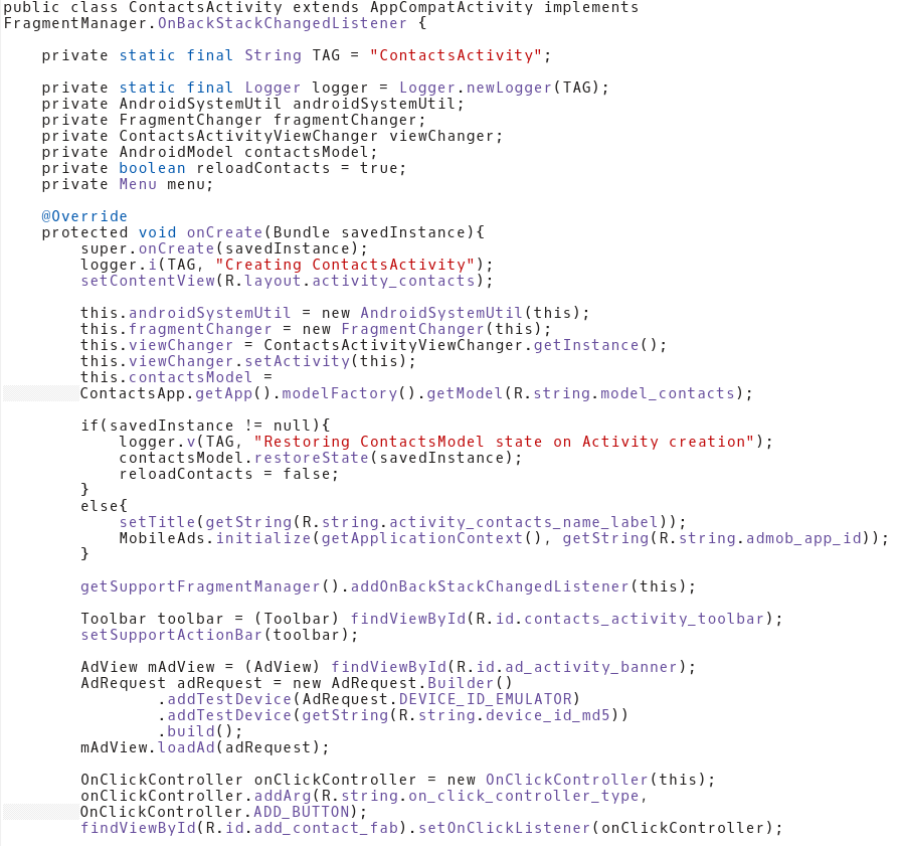 public class ContactsActivity extends AppCompatActivity implements
FragmentManager.OnBackStackChangedListener {
private static final String TAG = "ContactsActivity";
private static final Logger logger = Logger.newLogger(TAG);
private AndroidSystemUtil androidSystemUtil;
private FragmentChanger fragmentChanger;
private ContactsActivityViewChanger viewChanger;
private AndroidModel contactsModel;
private boolean reloadContacts = true;
private Menu menu;
@Override
protected void onCreate(Bundle savedInstance){
super.onCreate(savedInstance);
logger.i(TAG, "Creating ContactsActivity");
setContentView(R.layout.activity_contacts);
this.androidSystemUtil = new AndroidSystemUtil(this);
this.fragmentChanger = new FragmentChanger(this);
this.viewChanger = ContactsActivityViewChanger.getInstance();
this.viewChanger.setActivity(this);
this.contactsModel =
ContactsApp.getApp().modelFactory().getModel(R.string.model_contacts);
if(savedInstance != null){
logger.v(TAG, "Restoring ContactsModel state on Activity creation");
contactsModel.restoreState(savedInstance);
reloadContacts = false;
}
else{
setTitle(getString(R.string.activity_contacts_name_label));
MobileAds.initialize(getApplicationContext(), getString(R.string.admob_app_id));
}
getSupportFragmentManager().addOnBackStackChangedListener(this);
Toolbar toolbar = (Toolbar) findViewById(R.id.contacts_activity_toolbar);
setSupportActionBar(toolbar);
AdView mAdView = (AdView) findViewById(R.id.ad_activity_banner);
AdRequest adRequest = new AdRequest.Builder()
.addTestDevice(AdRequest.DEVICE_ID_EMULATOR)
.addTestDevice(getString(R.string.device_id_md5))
.build();
mAdView.loadAd(adRequest);
OnClickController onClickController = new OnClickController(this);
onClickController.addArg(R.string.on_click_controller_type,
OnClickController.ADD_BUTTON);
findViewById(R.id.add_contact_fab).setOnClickListener(onClickController);